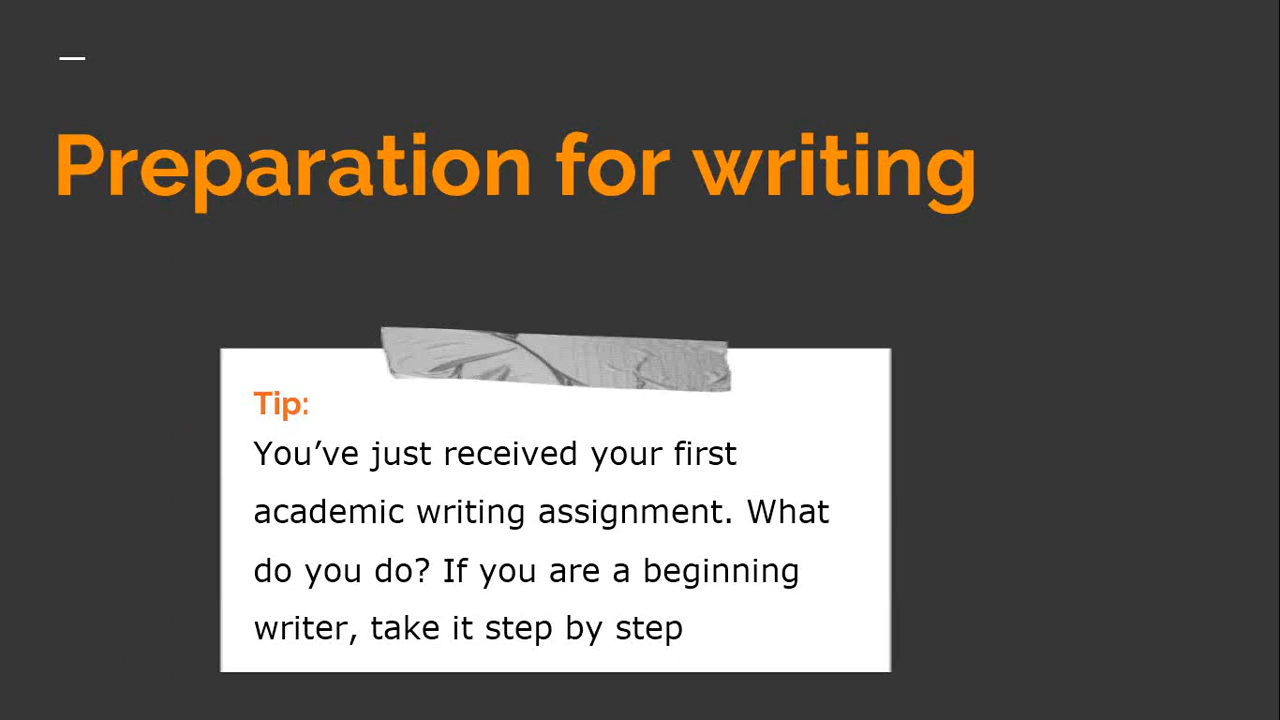 Preparation for writing
Tip:
You’ve just received your first
academic writing assignment. What
do you do? If you are a beginning
writer, take it step by step